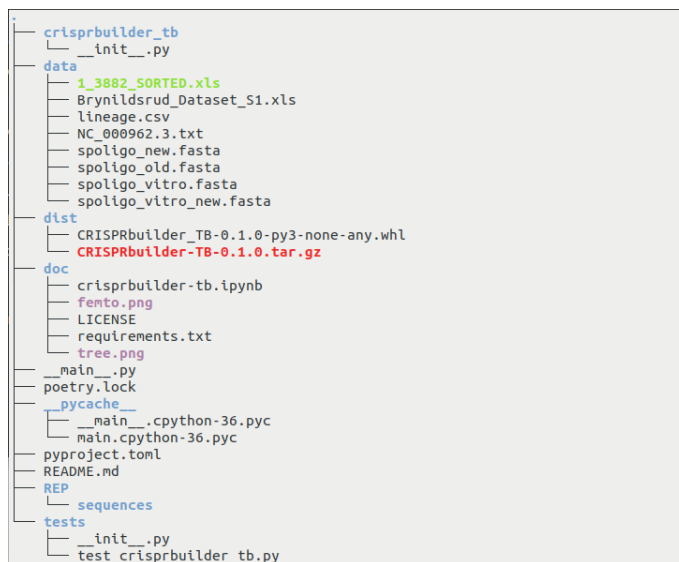 .
├── crisprbuilder_tb
│   └── __init__.py
├── data
│   ├── 1_3882_SORTED.xls
│   ├── Brynildsrud_Dataset_S1.xls
│   ├── lineage.csv
│   ├── NC_000962.3.txt
│   ├── spoligo_new.fasta
│   ├── spoligo_old.fasta
│   ├── spoligo_vitro.fasta
│   └── spoligo_vitro_new.fasta
├── dist
│   ├── CRISPRbuilder_TB-0.1.0-py3-none-any.whl
│   └── CRISPRbuilder-TB-0.1.0.tar.gz
├── doc
│   ├── crisprbuilder-tb.ipynb
│   ├── femto.png
│   ├── LICENSE
│   ├── requirements.txt
│   └── tree.png
├── __main__.py
├── poetry.lock
├── __pycache__
│   ├── __main__.cpython-36.pyc
│   └── main.cpython-36.pyc
├── pyproject.toml
├── README.md
├── REP
│   └── sequences
└── tests
    ├── __init__.py
    └── test_crisprbuilder_tb.py